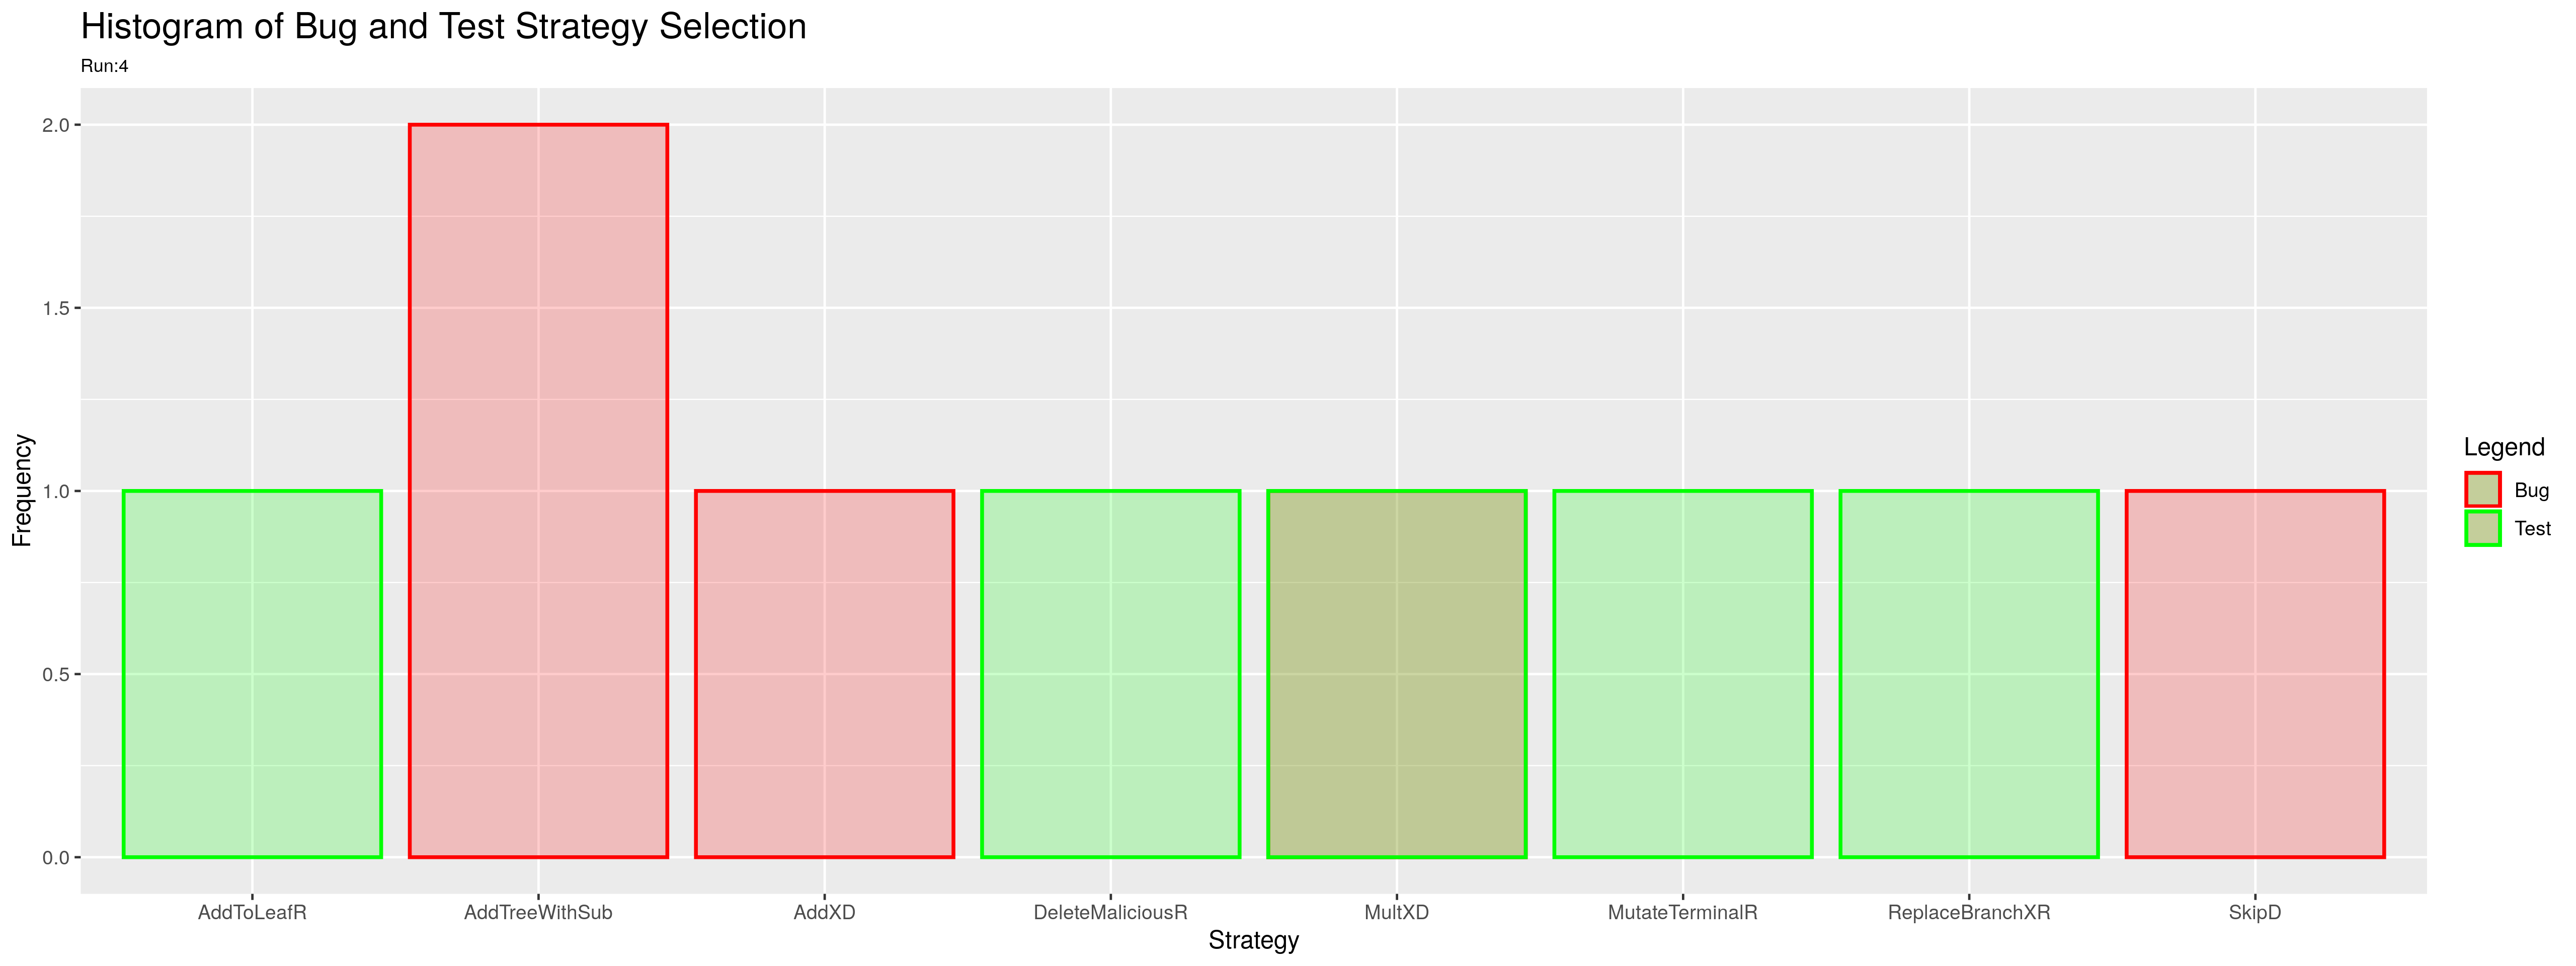 Histogram of Bug and Test Strategy Selection
Run:4
Frequency
2.0
1.5
1.0
0.5
0.0
AddToLeafR AddTreeWithSub AddXD DeleteMaliciousR MultXD MutateTerminalR ReplaceBranchXR SkipD
Strategy
Legend
Bug
Test